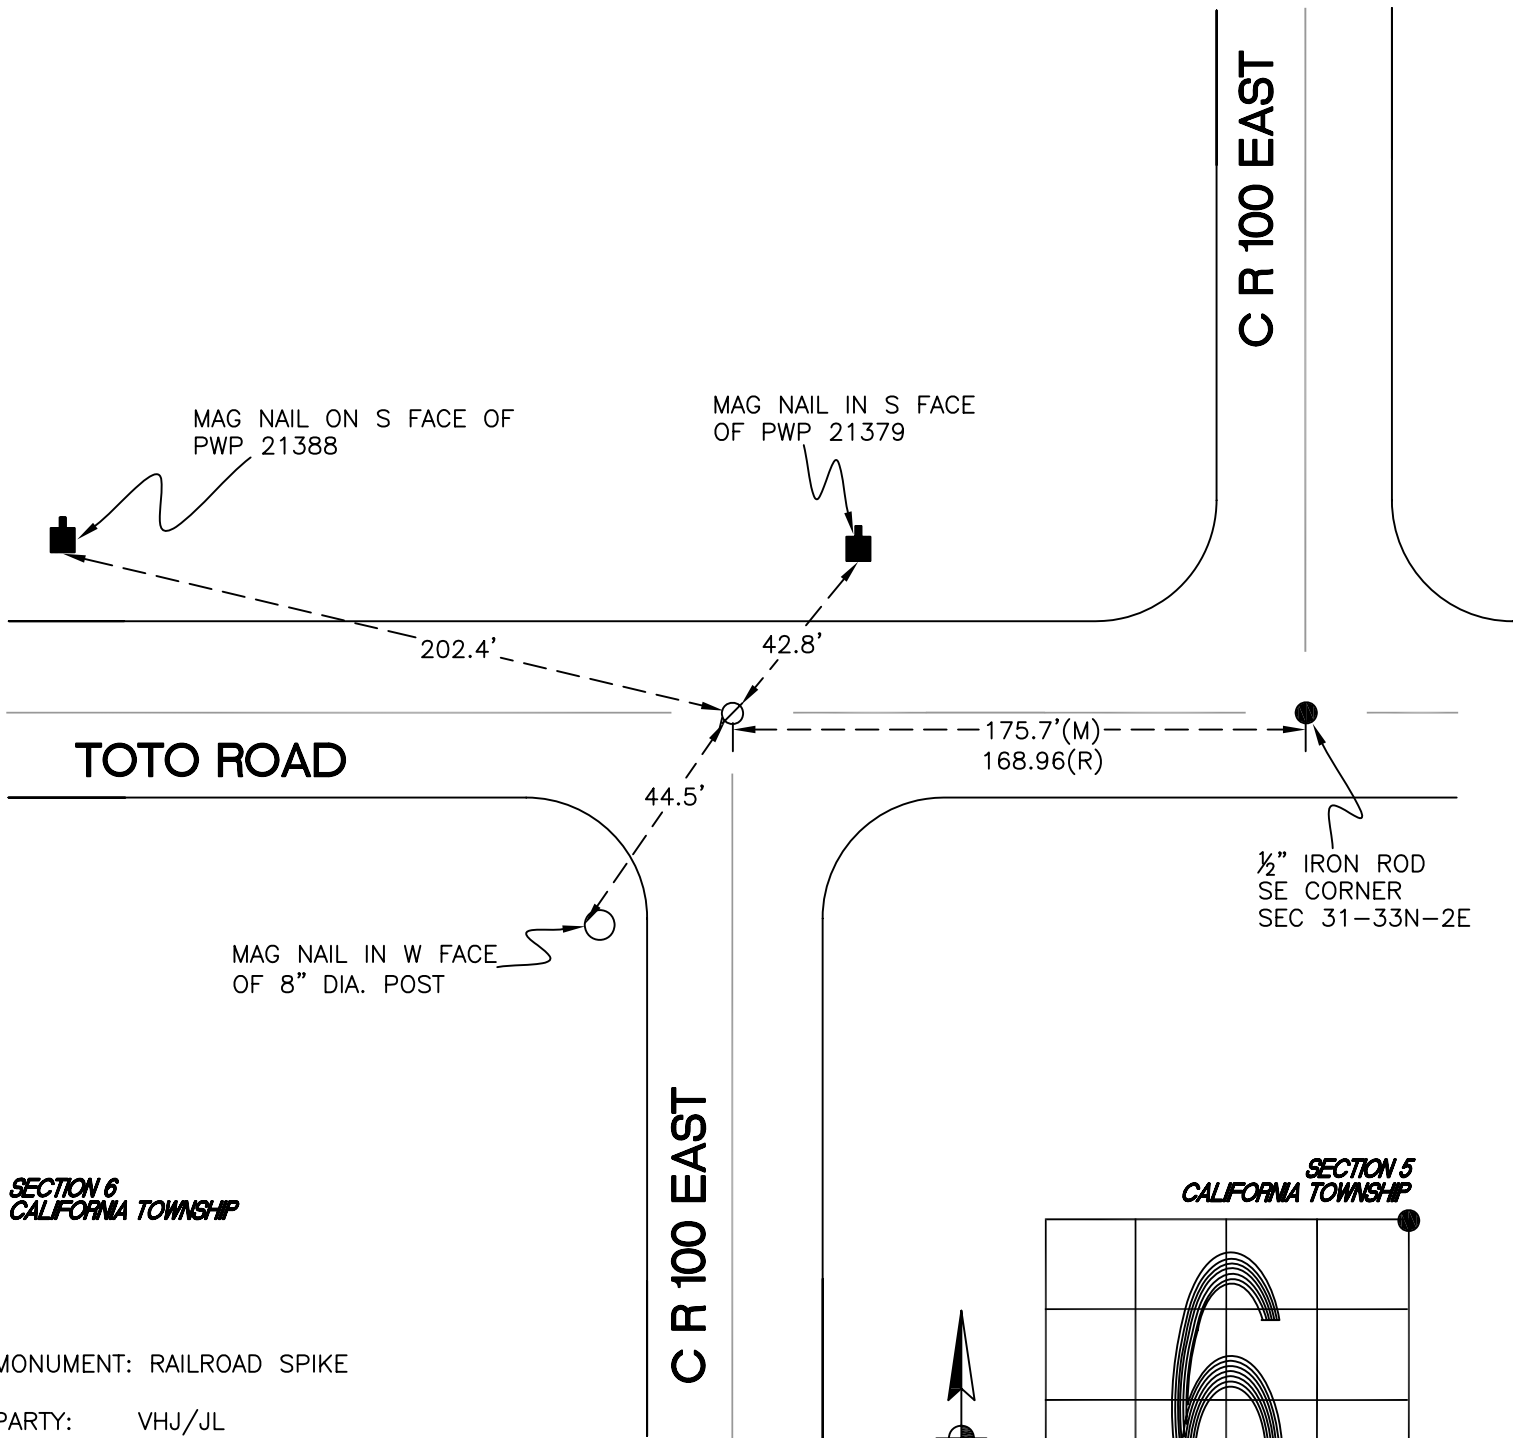 C R 100 EAST
MAG NAIL ON S FACE OF
PWP 21388
MAG NAIL IN S FACE
OF PWP 21379
202.4'
42.8'
175.7'(M)
168.96(R)
TOTO ROAD
44.5'
½" IRON ROD
SE CORNER
SEC 31-33N-2E
MAG NAIL IN W FACE
OF 8" DIA. POST
C R 100 EAST
SECTION 6
CALIFORNIA TOWNSHIP
SECTION 5
CALIFORNIA TOWNSHIP
6
MONUMENT: RAILROAD SPIKE
PARTY: VHJ/JL